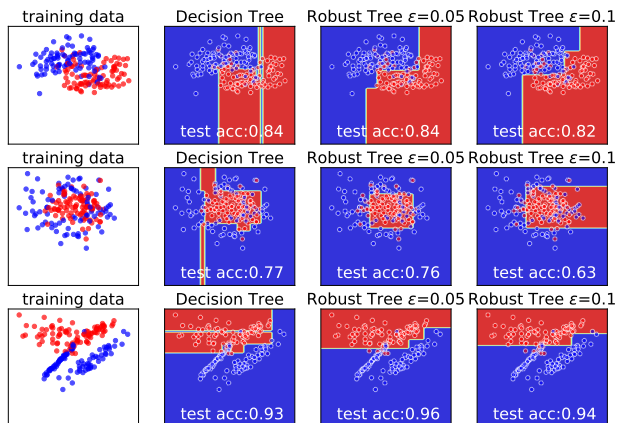 training data
Decision Tree
Robust Tree ε=0.05
Robust Tree ε=0.1
test acc:0.84
test acc:0.84
test acc:0.82
training data
Decision Tree
Robust Tree ε=0.05
Robust Tree ε=0.1
test acc:0.77
test acc:0.76
test acc:0.63
training data
Decision Tree
Robust Tree ε=0.05
Robust Tree ε=0.1
test acc:0.93
test acc:0.96
test acc:0.94